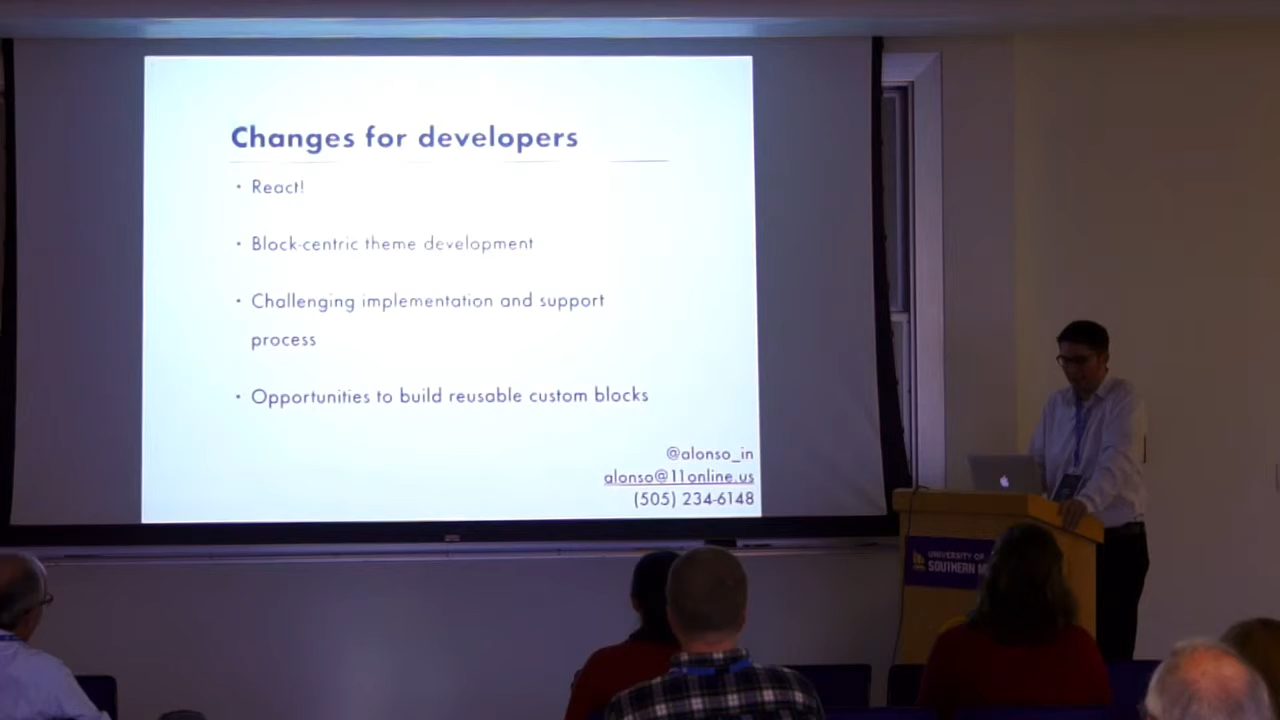 Changes for developers
• React!
• Block-centric theme development
• Challenging implementation and support
process
• Opportunities to build reusable custom blocks
@alonso_in
alonso@11online.us
(505) 234-6148
UNIVERSITY OF
SOUTHERN